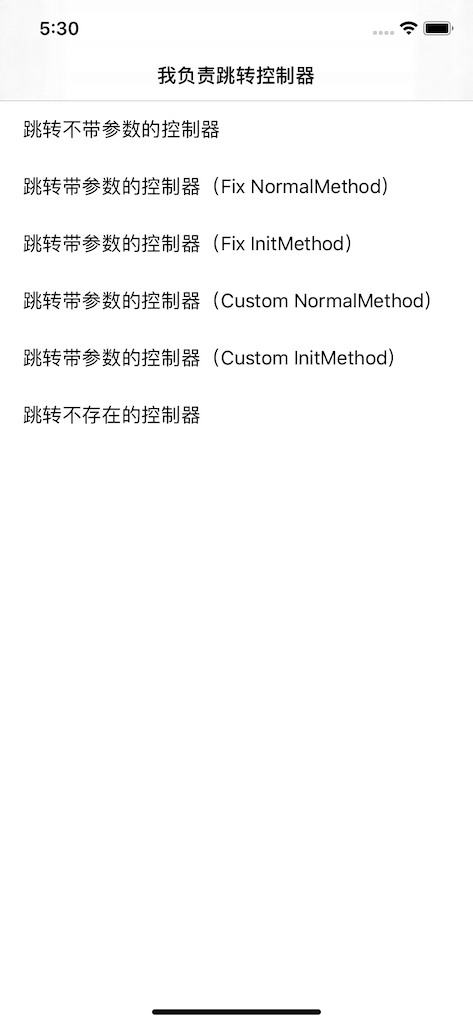 5:30
我负责跳转控制器
跳转不带参数的控制器
跳转带参数的控制器（Fix NormalMethod）
跳转带参数的控制器（Fix InitMethod）
跳转带参数的控制器（Custom NormalMethod）
跳转带参数的控制器（Custom InitMethod）
跳转不存在的控制器